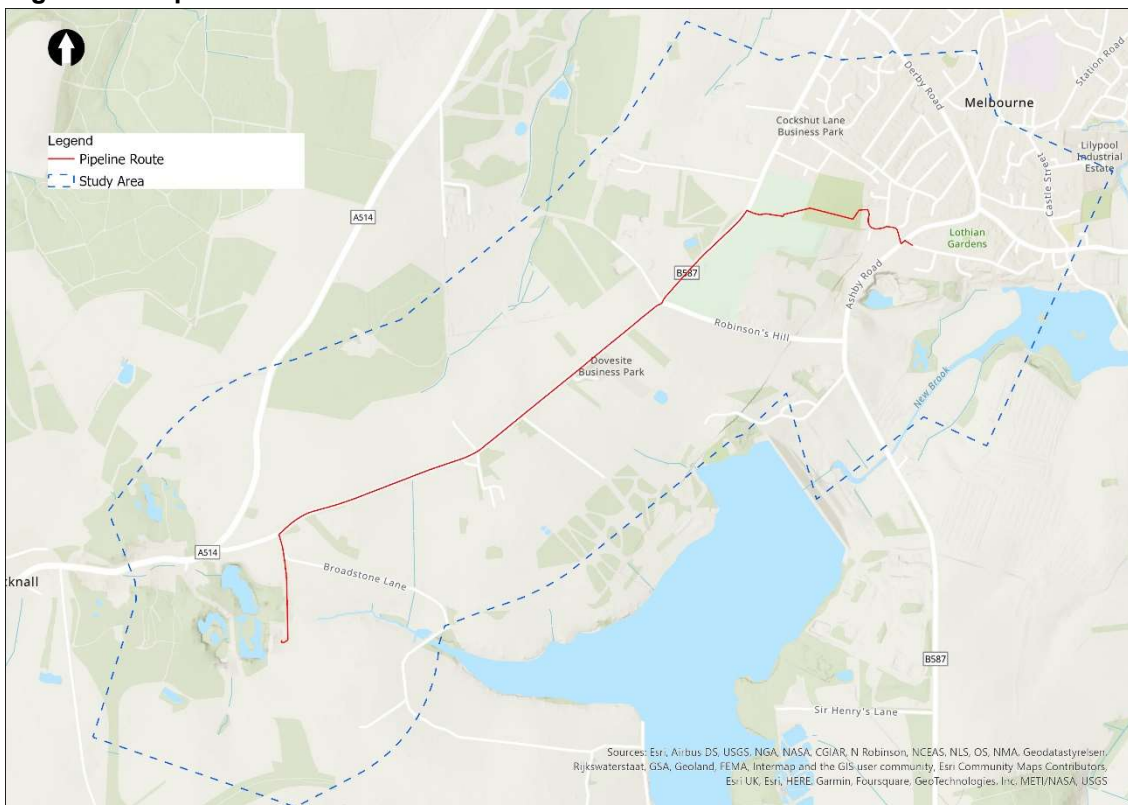 Legend
Pipeline Route
Study Area
A514
Derby Road
Station Road
Melbourne
Cockshut Lane
Business Park
Lilypool
Industrial
Estate
Castle Street
Lothian
Gardens
B587
Ashby Road
Robinson's Hill
Dovesite
Business Park
New Brook
A514
cknall
Broadstone Lane
B587
Sir Henry's Lane
Sources: Esri, Airbus DS, USGS, NGA, NASA, CGIAR, N Robinson, NCEAS, NLS, OS, NMA, Geodatastyrelsen,
Rijkswaterstaat, GSA, Geoland, FEMA, Intermap and the GIS user community, Esri Community Maps Contributors,
Esri UK, Esri, HERE, Garmin, Foursquare, GeoTechnologies, Inc, METI/NASA, USGS